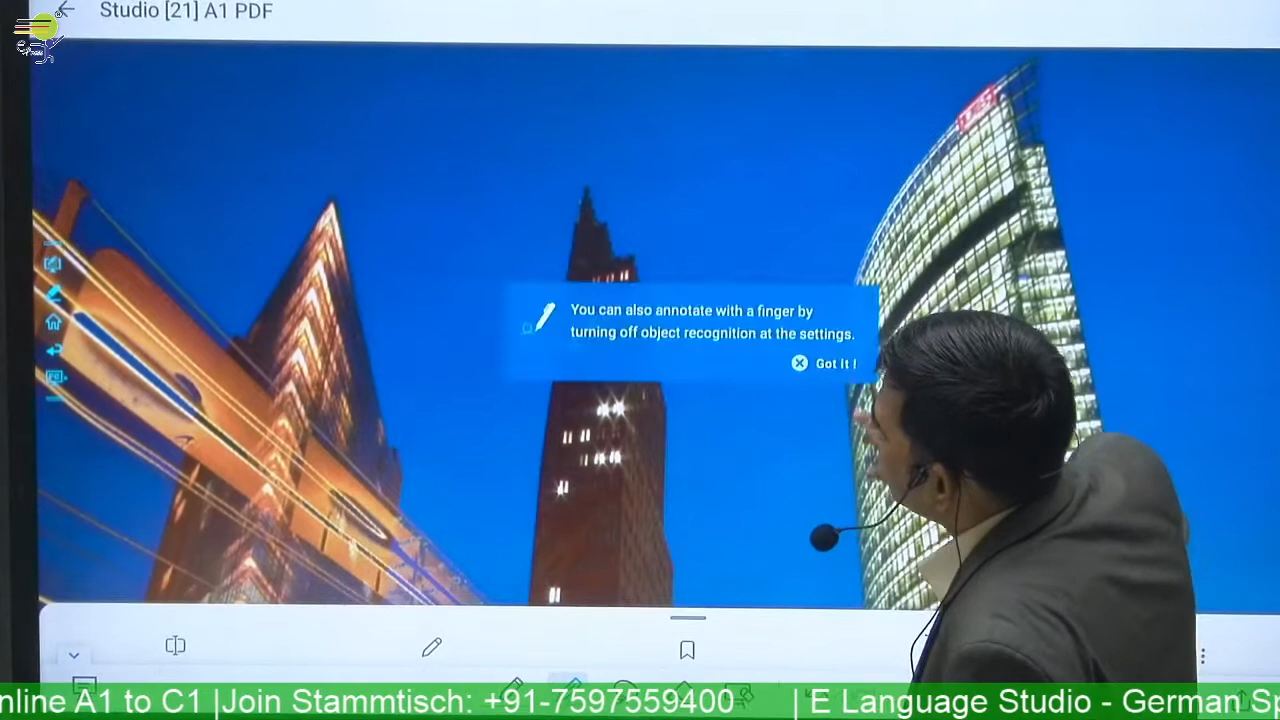 Studio [21] A1 PDF
You can also annotate with a finger by
turning off object recognition at the settings.
Got it !
nline A1 to C1 |Join Stammtisch: +91-7597559400 | E Language Studio - German Sp